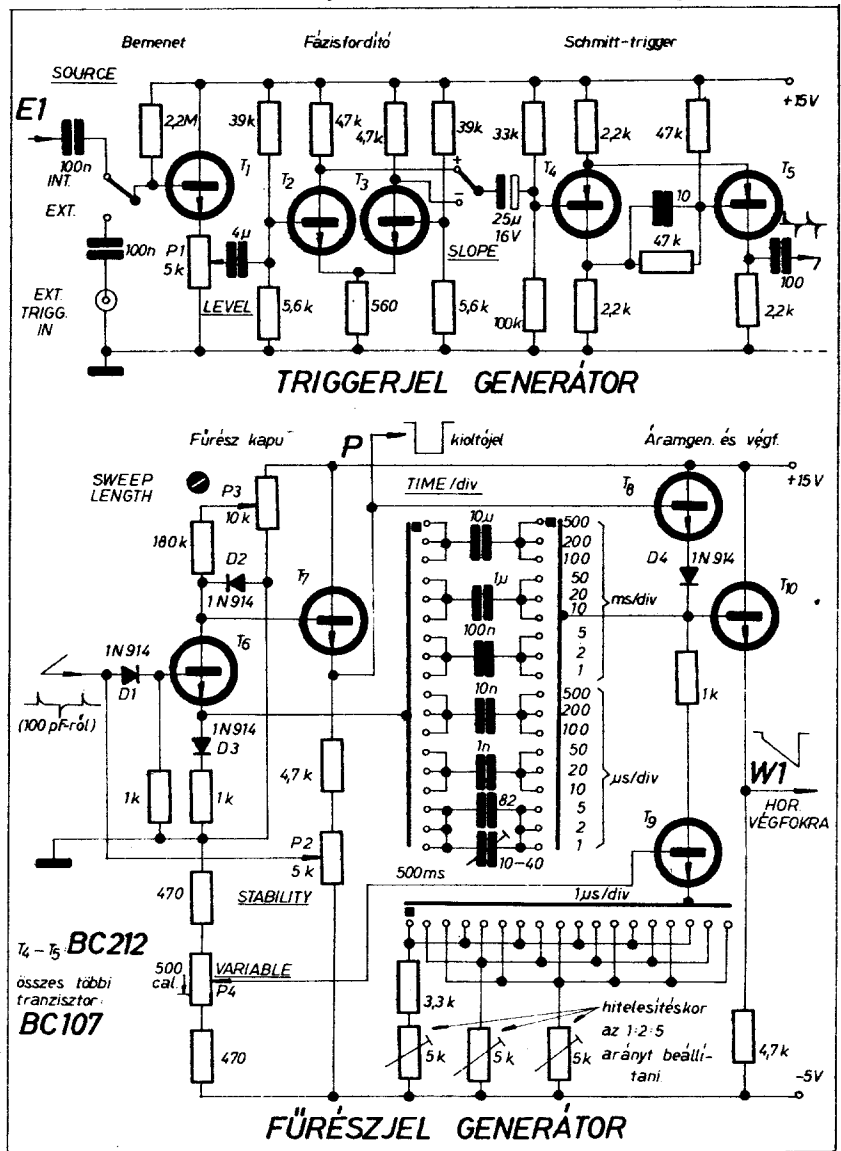 Bemenet
Fázisfordító
Schmitt-trigger
SOURCE
+15V
E1
2,2M
39k
4,7k
4,7k
39k
33k
2,2k
47k
100n
INT.
T1
T2
T3
+
-
T4
T5
EXT.
4µ
25µ
16V
10
P1
5k
SLOPE
47k
100n
100
EXT.
TRIGG.
IN
LEVEL
5,6k
560
5,6k
100k
2,2k
2,2k
TRIGGERJEL GENERÁTOR
Fűrész kapu
P
kioltójel
Áramgen. és végf.
SWEEP
LENGTH
TIME/div
T8
+15V
P3
10k
10µ
500
200
100
180k
D2
1N914
T7
D4
1N914
T10
1µ
50
20
10
ms/div
100n
5
2
1
1N914
D1
T6
(100 pF-ról)
1N914
D3
10n
500
200
100
1k
1k
1k
4,7k
1n
50
20
10
µs/div
W1
HOR.
VÉGFOKRA
82
5
2
1
10-40
T9
P2
5k
500ms
1µs/div
470
STABILITY
T4-T5: BC212
500
cal.
VARIABLE
P4
összes többi
tranzisztor:
BC107
3,3k
hitelesítéskor
az 1:2:5
arányt beállí-
tani.
470
5k
5k
5k
4,7k
-5V
FŰRÉSZJEL GENERÁTOR